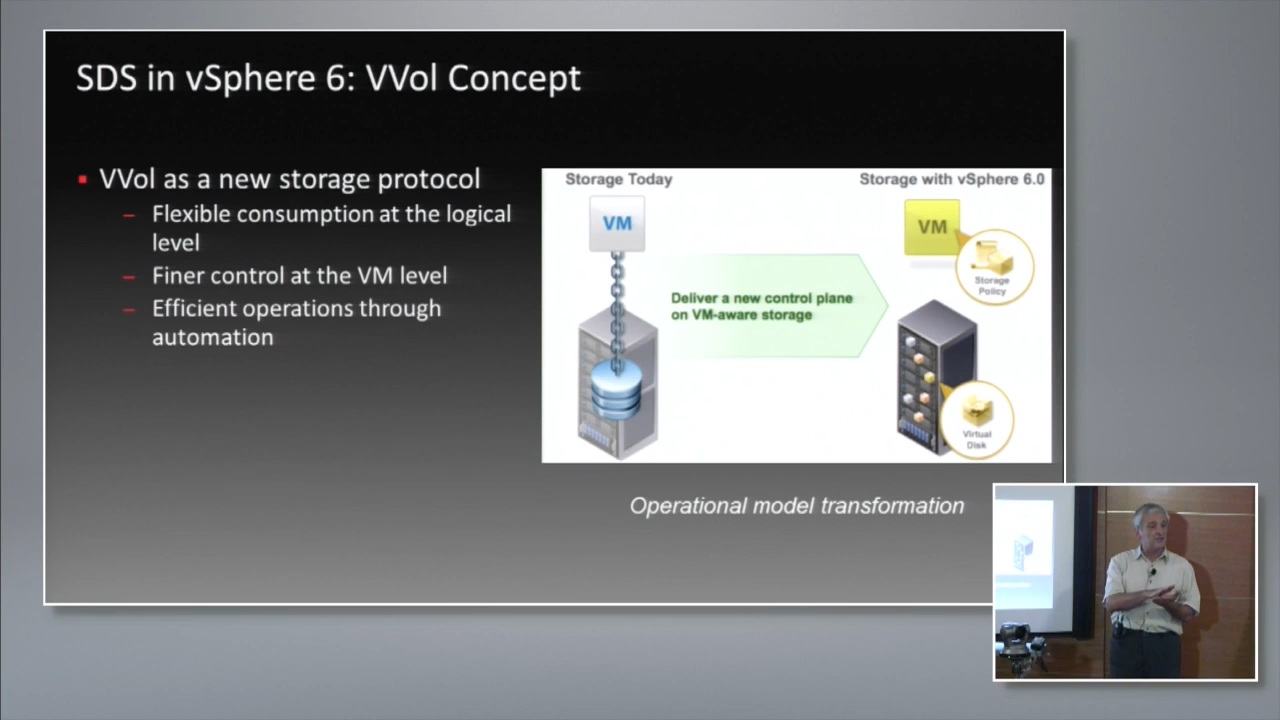 SDS in vSphere 6: VVol Concept
VVol as a new storage protocol
– Flexible consumption at the logical
level
– Finer control at the VM level
– Efficient operations through
automation
Storage Today
Storage with vSphere 6.0
VM
VM
Storage
Policy
Deliver a new control plane
on VM-aware storage
Virtual
Disk
Operational model transformation